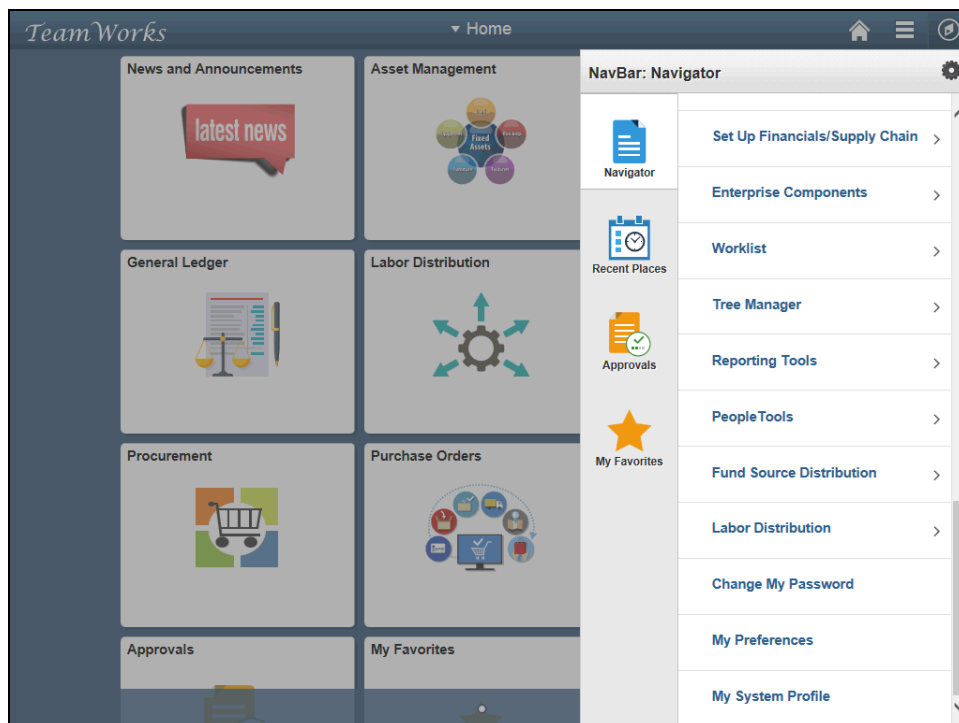 TeamWorks
Home
News and Announcements
latest news
Asset Management
Fixed
Assets
General Ledger
Labor Distribution
Procurement
Purchase Orders
Approvals
My Favorites
NavBar: Navigator
Navigator
Recent Places
Approvals
My Favorites
Set Up Financials/Supply Chain
Enterprise Components
Worklist
Tree Manager
Reporting Tools
PeopleTools
Fund Source Distribution
Labor Distribution
Change My Password
My Preferences
My System Profile